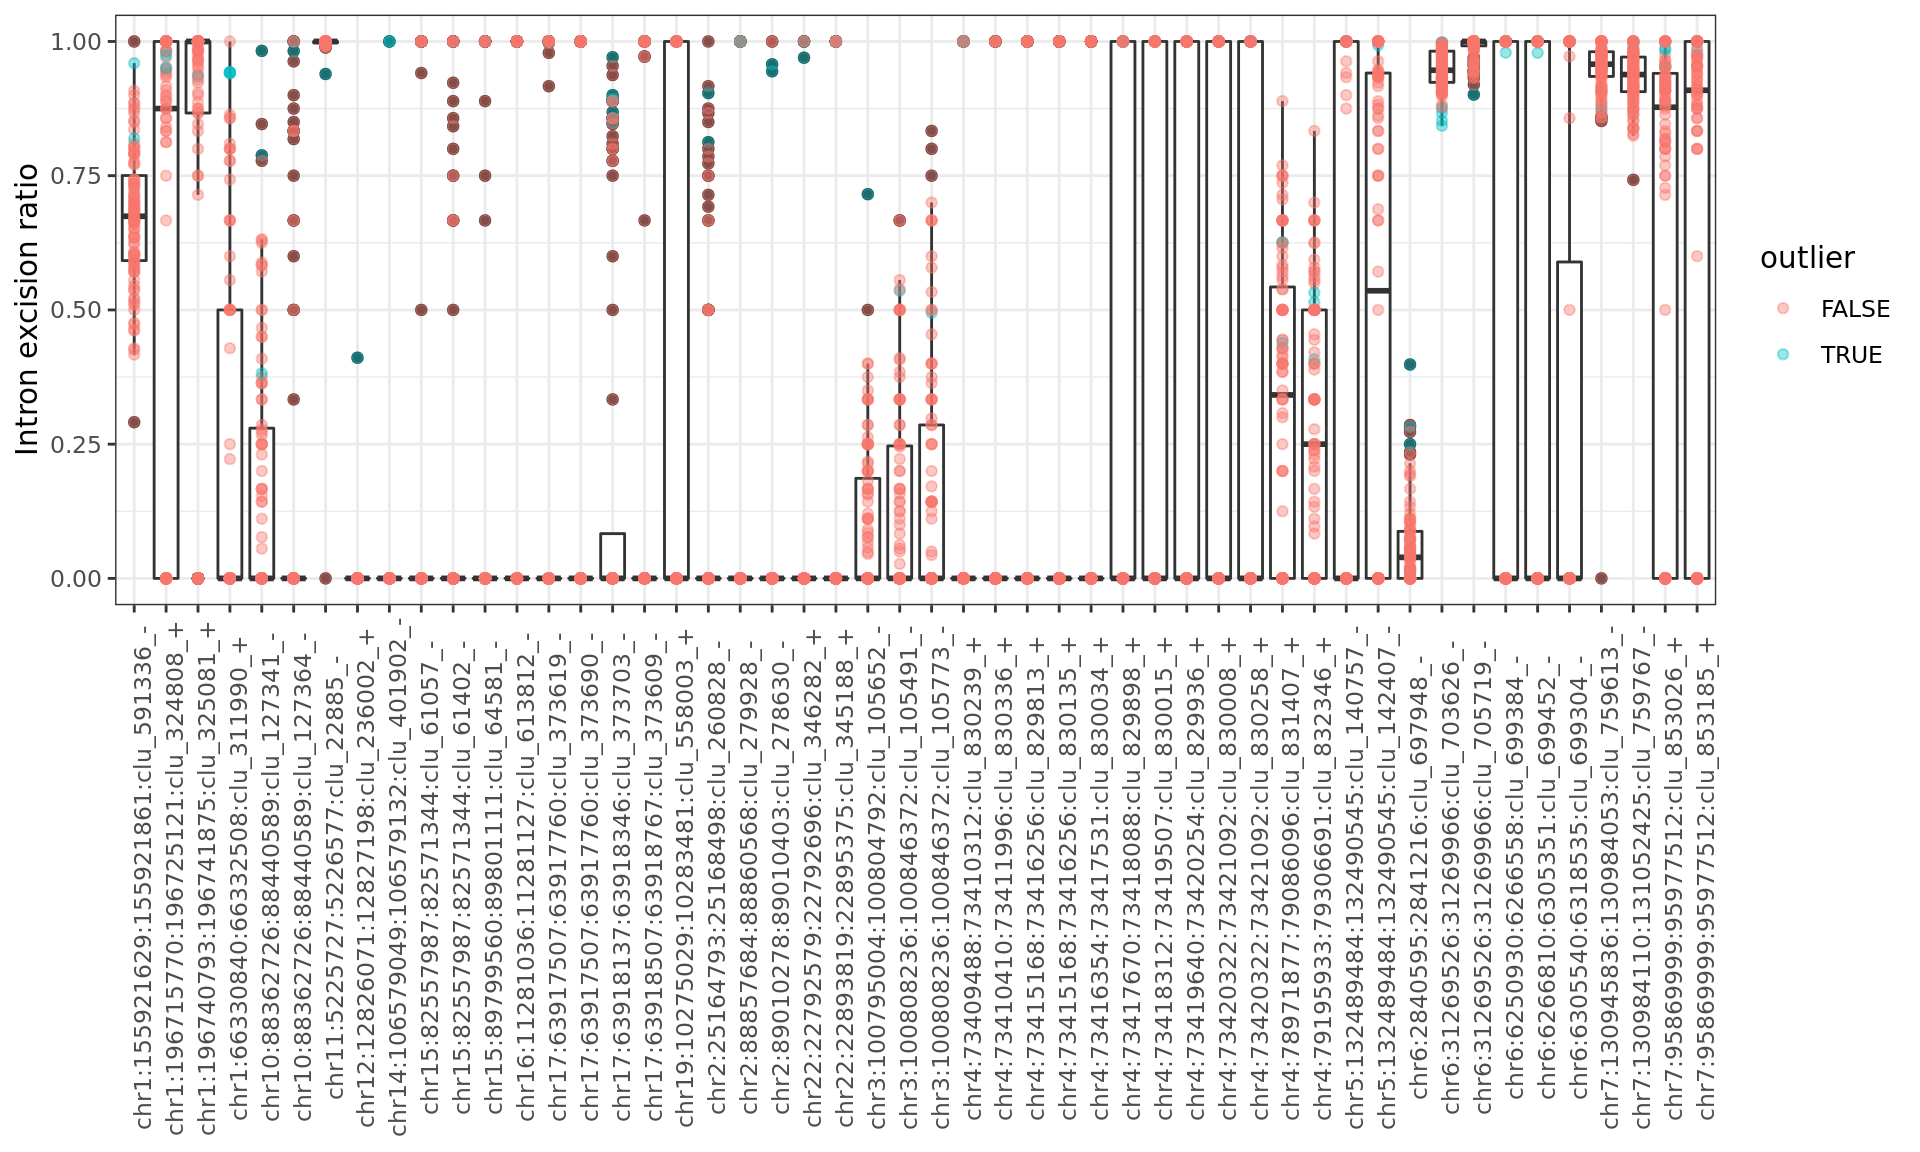 Intron excision ratio
1.00
0.75
0.50
0.25
0.00
chr1:155921629:155921861:clu_591336_-
chr1:196715770:196725121:clu_324808_+
chr1:196740793:196741875:clu_325081_+
chr1:66330840:66332508:clu_311990_+
chr10:88362726:88440589:clu_127341_-
chr10:88362726:88440589:clu_127364_-
chr11:5225727:5226577:clu_22885_-
chr12:12826071:12827198:clu_236002_+
chr14:106579049:106579132:clu_401902_-
chr15:82557987:82571344:clu_61057_-
chr15:82557987:82571344:clu_61402_-
chr15:89799560:89801111:clu_64581_-
chr16:11281036:11281127:clu_613812_-
chr17:63917507:63917760:clu_373619_-
chr17:63917507:63917760:clu_373690_-
chr17:63918137:63918346:clu_373703_-
chr17:63918507:63918767:clu_373609_-
chr19:10275029:10283481:clu_558003_+
chr2:25164793:25168498:clu_260828_-
chr2:88857684:88860568:clu_279928_-
chr2:89010278:89010403:clu_278630_-
chr22:22792579:22792696:clu_346282_+
chr22:22893819:22895375:clu_345188_+
chr3:100795004:100804792:clu_105652_-
chr3:100808236:100846372:clu_105491_-
chr3:100808236:100846372:clu_105773_-
chr4:73409488:73410312:clu_830239_+
chr4:73410410:73411996:clu_830336_+
chr4:73415168:73416256:clu_829813_+
chr4:73415168:73416256:clu_830135_+
chr4:73416354:73417531:clu_830034_+
chr4:73417670:73418088:clu_829898_+
chr4:73418312:73419507:clu_830015_+
chr4:73419640:73420254:clu_829936_+
chr4:73420322:73421092:clu_830008_+
chr4:73420322:73421092:clu_830258_+
chr4:78971877:79086096:clu_831407_+
chr4:79195933:79306691:clu_832346_+
chr5:132489484:132490545:clu_140757_-
chr5:132489484:132490545:clu_142407_-
chr6:2840595:2841216:clu_697948_-
chr6:31269526:31269966:clu_703626_-
chr6:31269526:31269966:clu_705719_-
chr6:6250930:6266558:clu_699384_-
chr6:6266810:6305351:clu_699452_-
chr6:6305540:6318535:clu_699304_-
chr7:130945836:130984053:clu_759613_-
chr7:130984110:131052425:clu_759767_-
chr7:95869999:95977512:clu_853026_+
chr7:95869999:95977512:clu_853185_+
outlier
FALSE
TRUE